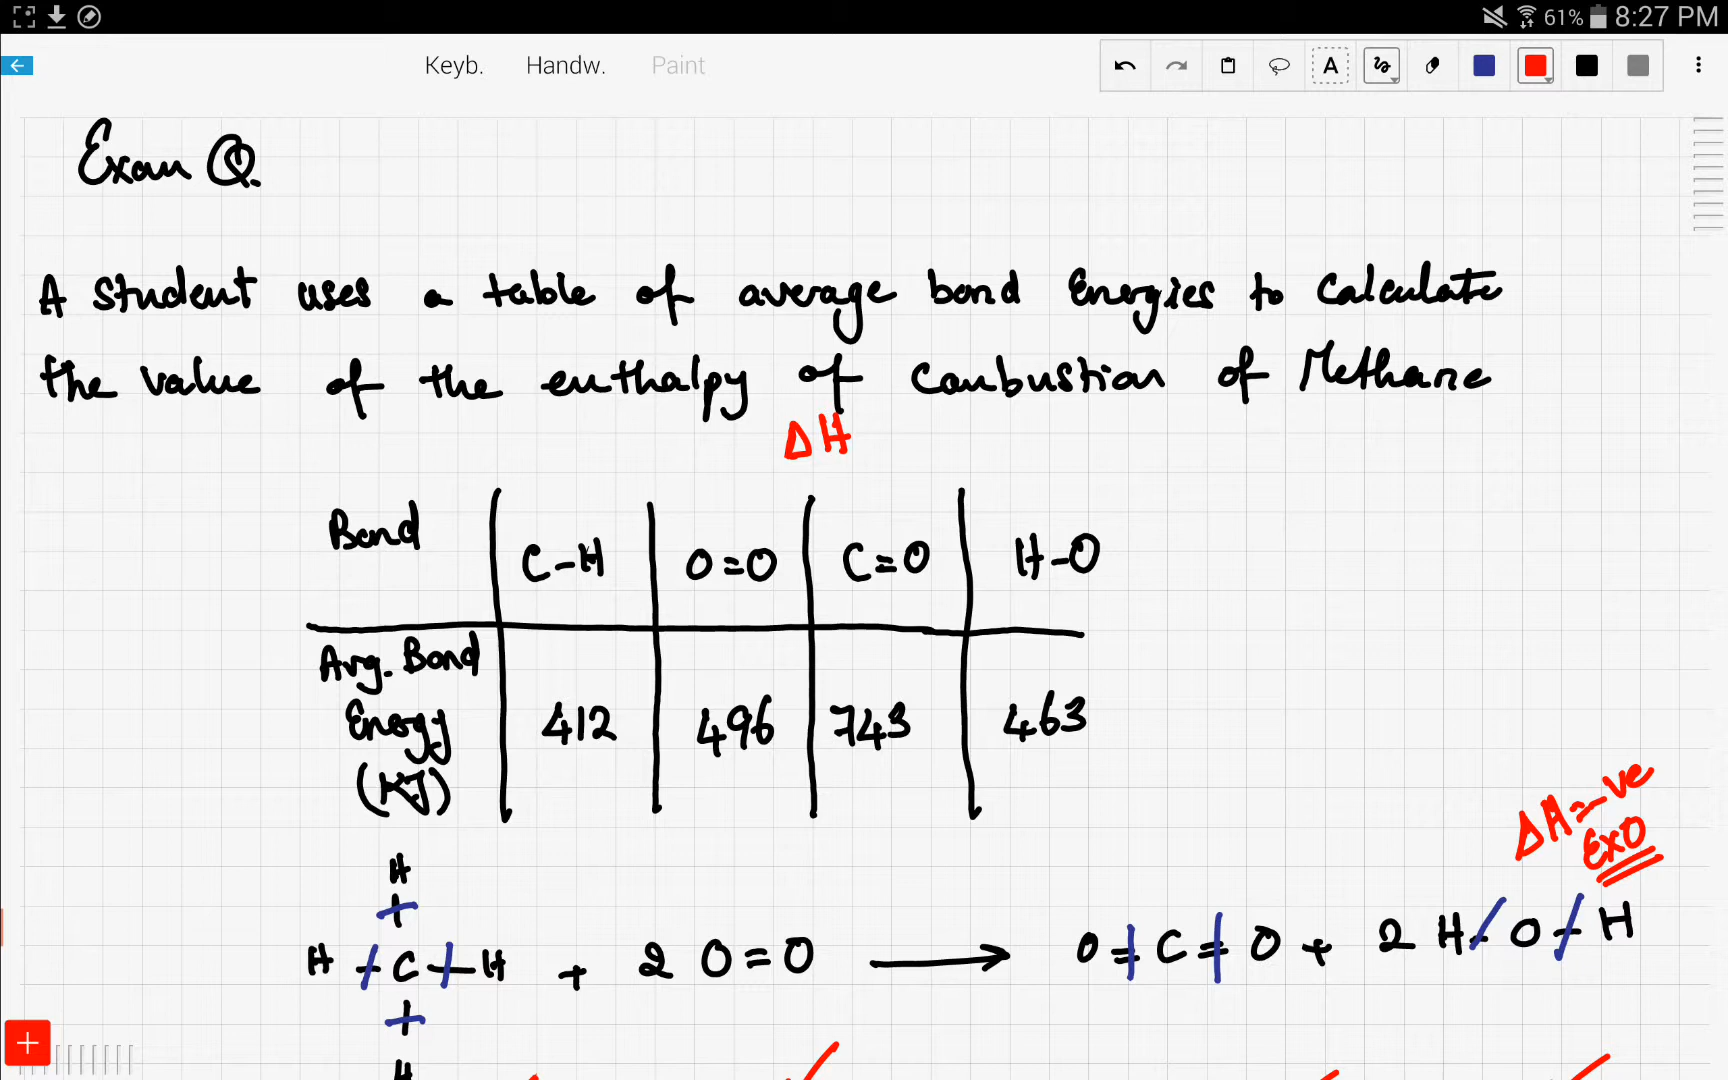 61% 8:27 PM
Keyb. Handw. Paint A
Exam Q.
A student uses a table of average bond Energies to calculate
the value of the enthalpy of combustion of Methane
ΔH
Bond C-H O=O C=O H-O
Avg. Bond
Energy 412 496 743 463
(KJ)
ΔH=-ve
EXO
H
H - C - H + 2 O=O → O=C=O + 2 H-O-H
H